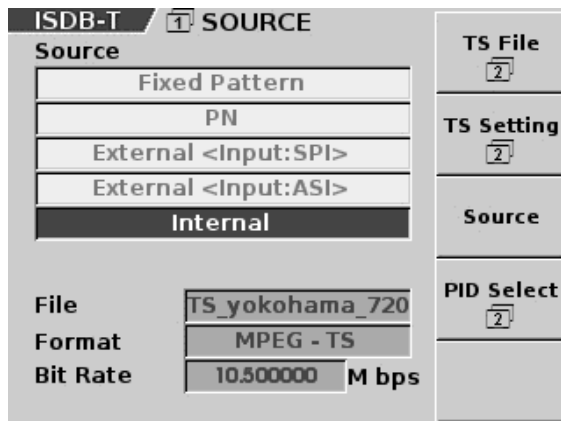 ISDB-T 1 SOURCE
Source
Fixed Pattern
PN
External <Input:SPI>
External <Input:ASI>
Internal
File TS_yokohama_720
Format MPEG - TS
Bit Rate 10.500000 M bps
TS File
2
TS Setting
2
Source
PID Select
2